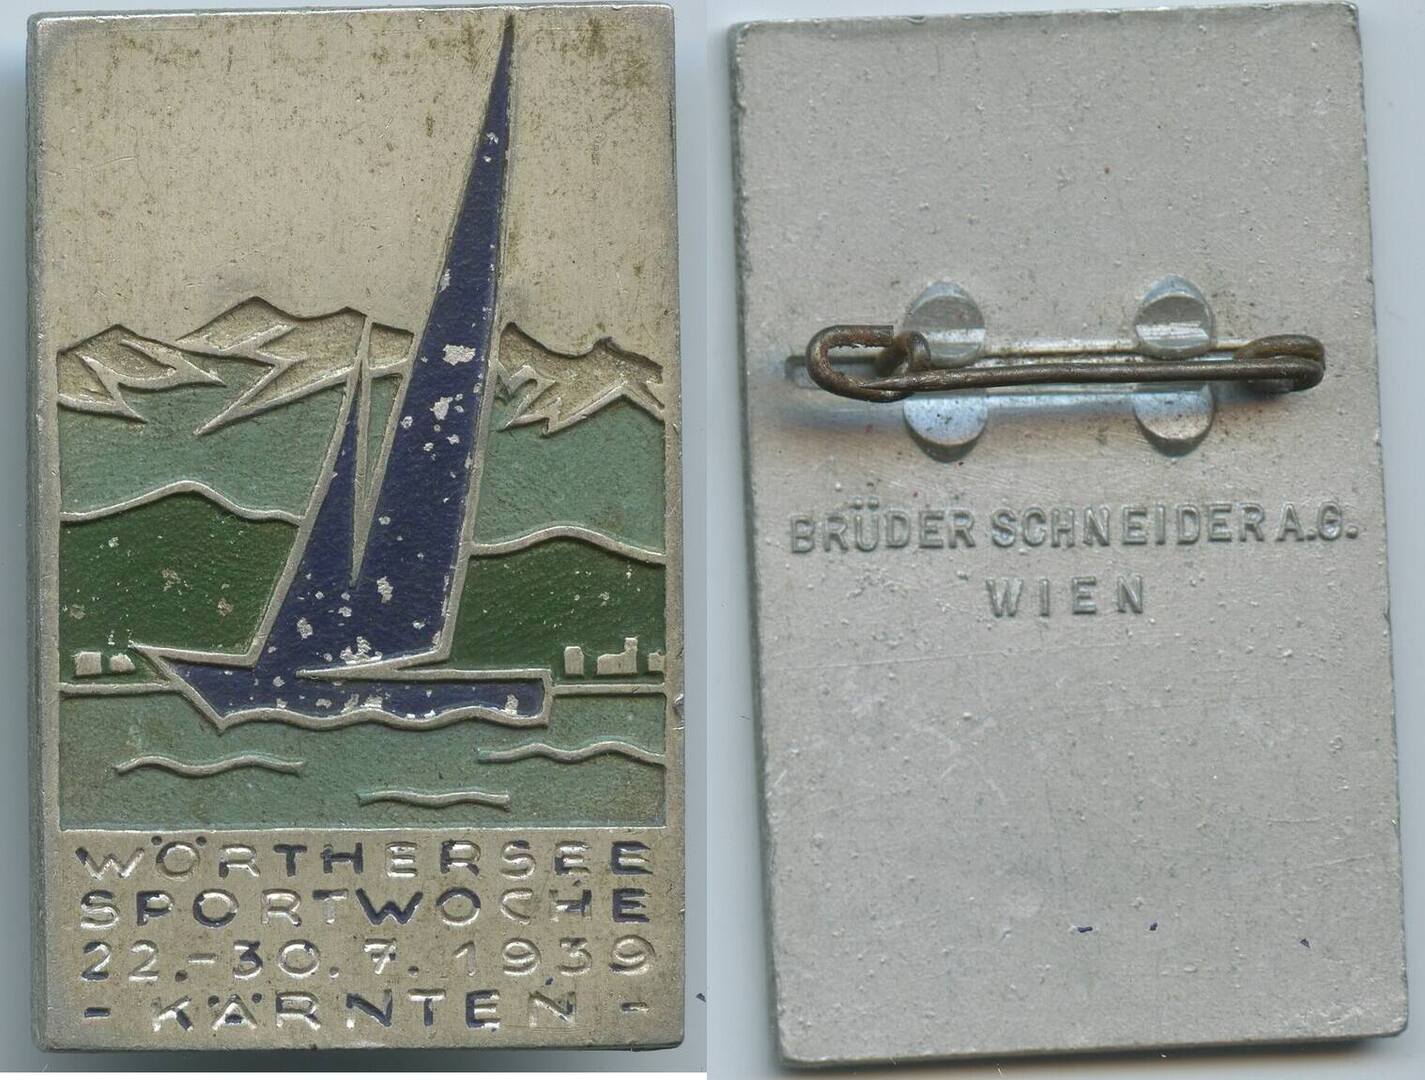 WÖRTHERSEE
SPORTWOCHE
22.-30.7.1939
- KÄRNTEN -
BRÜDER SCHNEIDER A.G.
WIEN